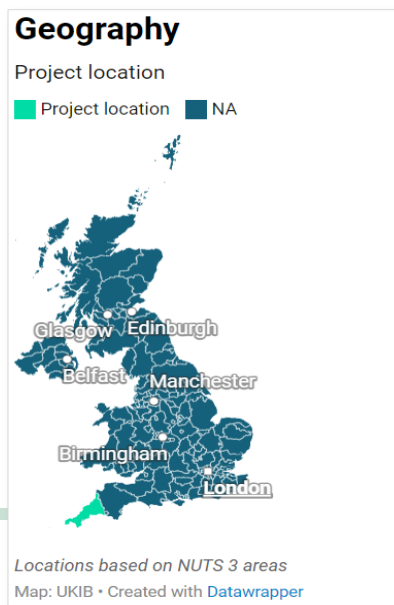 Geography
Project location
Project location NA
Glasgow Edinburgh
Belfast
Manchester
Birmingham
London
Locations based on NUTS 3 areas
Map: UKIB • Created with Datawrapper